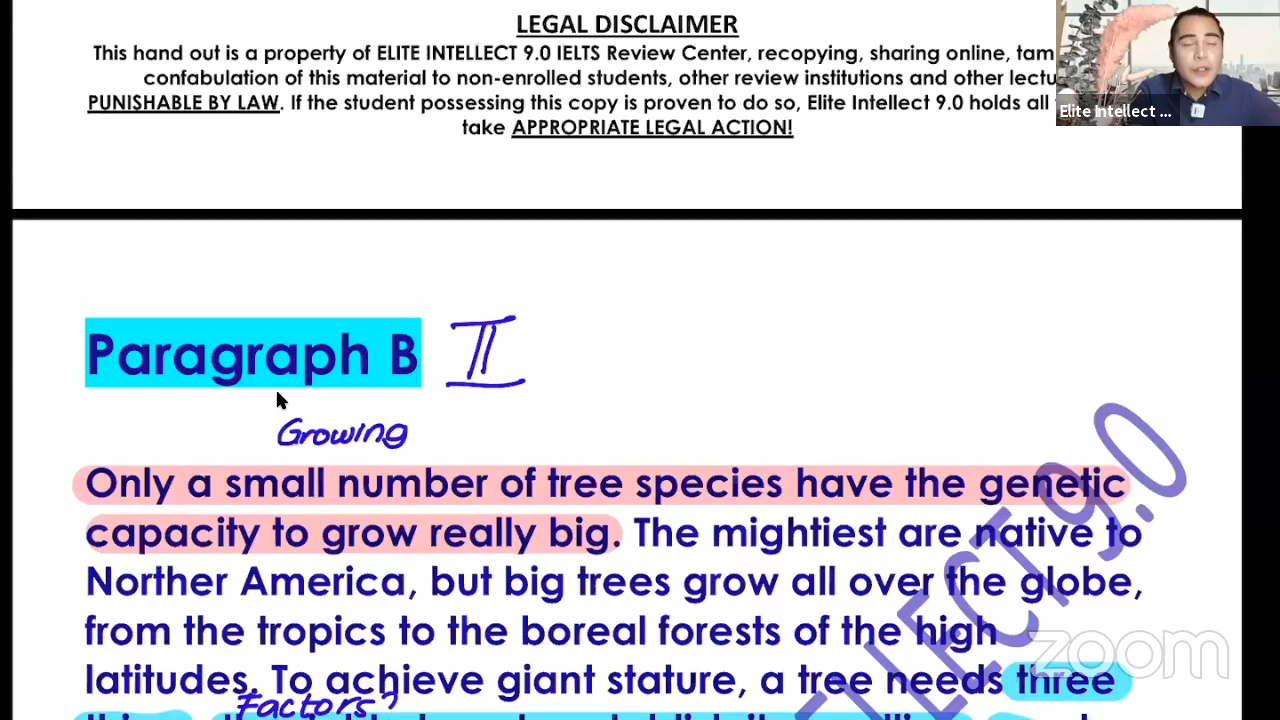 LEGAL DISCLAIMER
This hand out is a property of ELITE INTELLECT 9.0 IELTS Review Center, recopying, sharing online, tam
confabulation of this material to non-enrolled students, other review institutions and other lectu
PUNISHABLE BY LAW. If the student possessing this copy is proven to do so, Elite Intellect 9.0 holds all
take APPROPRIATE LEGAL ACTION!
Elite Intellect ...
Paragraph B II
Growing
Only a small number of tree species have the genetic
capacity to grow really big. The mightiest are native to
Norther America, but big trees grow all over the globe,
from the tropics to the boreal forests of the high
latitudes. To achieve giant stature, a tree needs three
Factors?
ELLECT 9.0
zoom